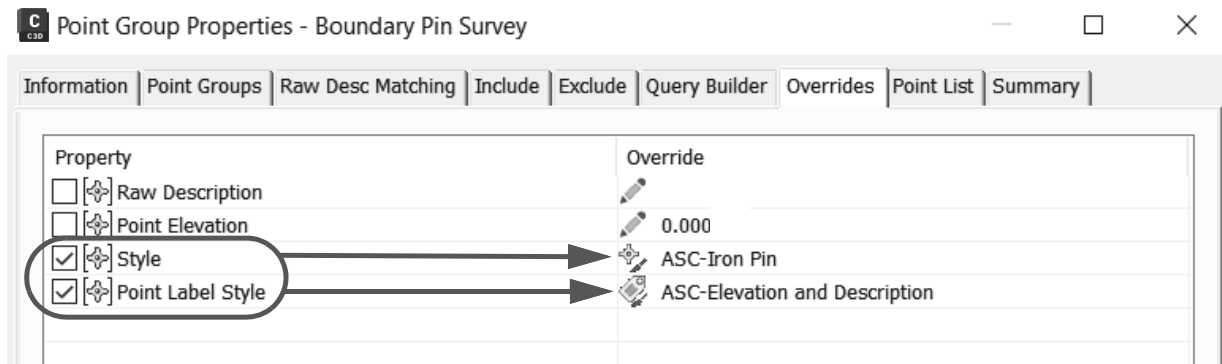 C
C3D
Point Group Properties - Boundary Pin Survey
Information Point Groups Raw Desc Matching Include Exclude Query Builder Overrides Point List Summary
Property Override
Raw Description
Point Elevation 0.000
Style ASC-Iron Pin
Point Label Style ASC-Elevation and Description